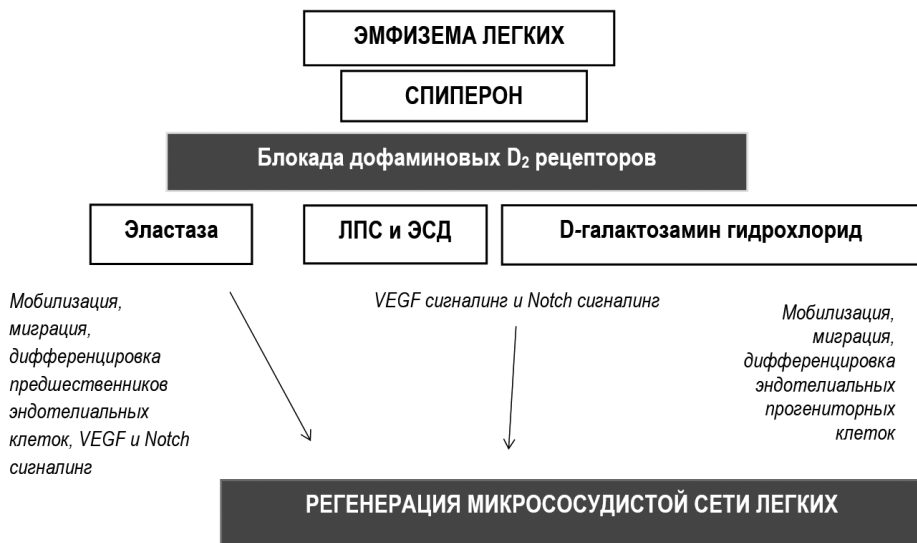 ЭМФИЗЕМА ЛЕГКИХ
СПИПЕРОН
Блокада дофаминовых D₂ рецепторов
Эластаза
ЛПС и ЭСД
D-галактозамин гидрохлорид
Мобилизация,
миграция,
дифференцировка
предшественников
эндотелиальных
клеток, VEGF и Notch
сигналинг
VEGF сигналинг и Notch сигналинг
Мобилизация,
миграция,
дифференцировка
эндотелиальных
прогениторных
клеток
РЕГЕНЕРАЦИЯ МИКРОСОСУДИСТОЙ СЕТИ ЛЕГКИХ